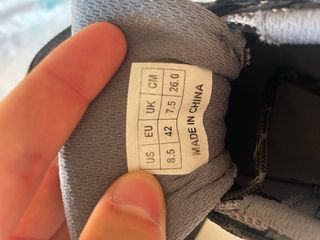 US EU UK CM
8.5 42 7.5 26.0
MADE IN CHINA